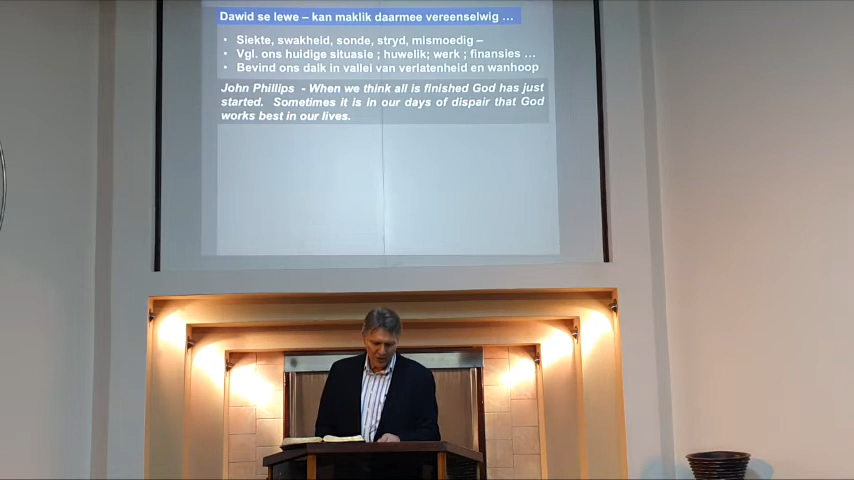 Dawid se lewe – kan maklik daarmee vereenselwig ...
• Siekte, swakheid, sonde, stryd, mismoedig –
• Vgl. ons huidige situasie ; huwelik; werk ; finansies ...
• Bevind ons dalk in vallei van verlatenheid en wanhoop
John Phillips - When we think all is finished God has just
started. Sometimes it is in our days of despair that God
works best in our lives.